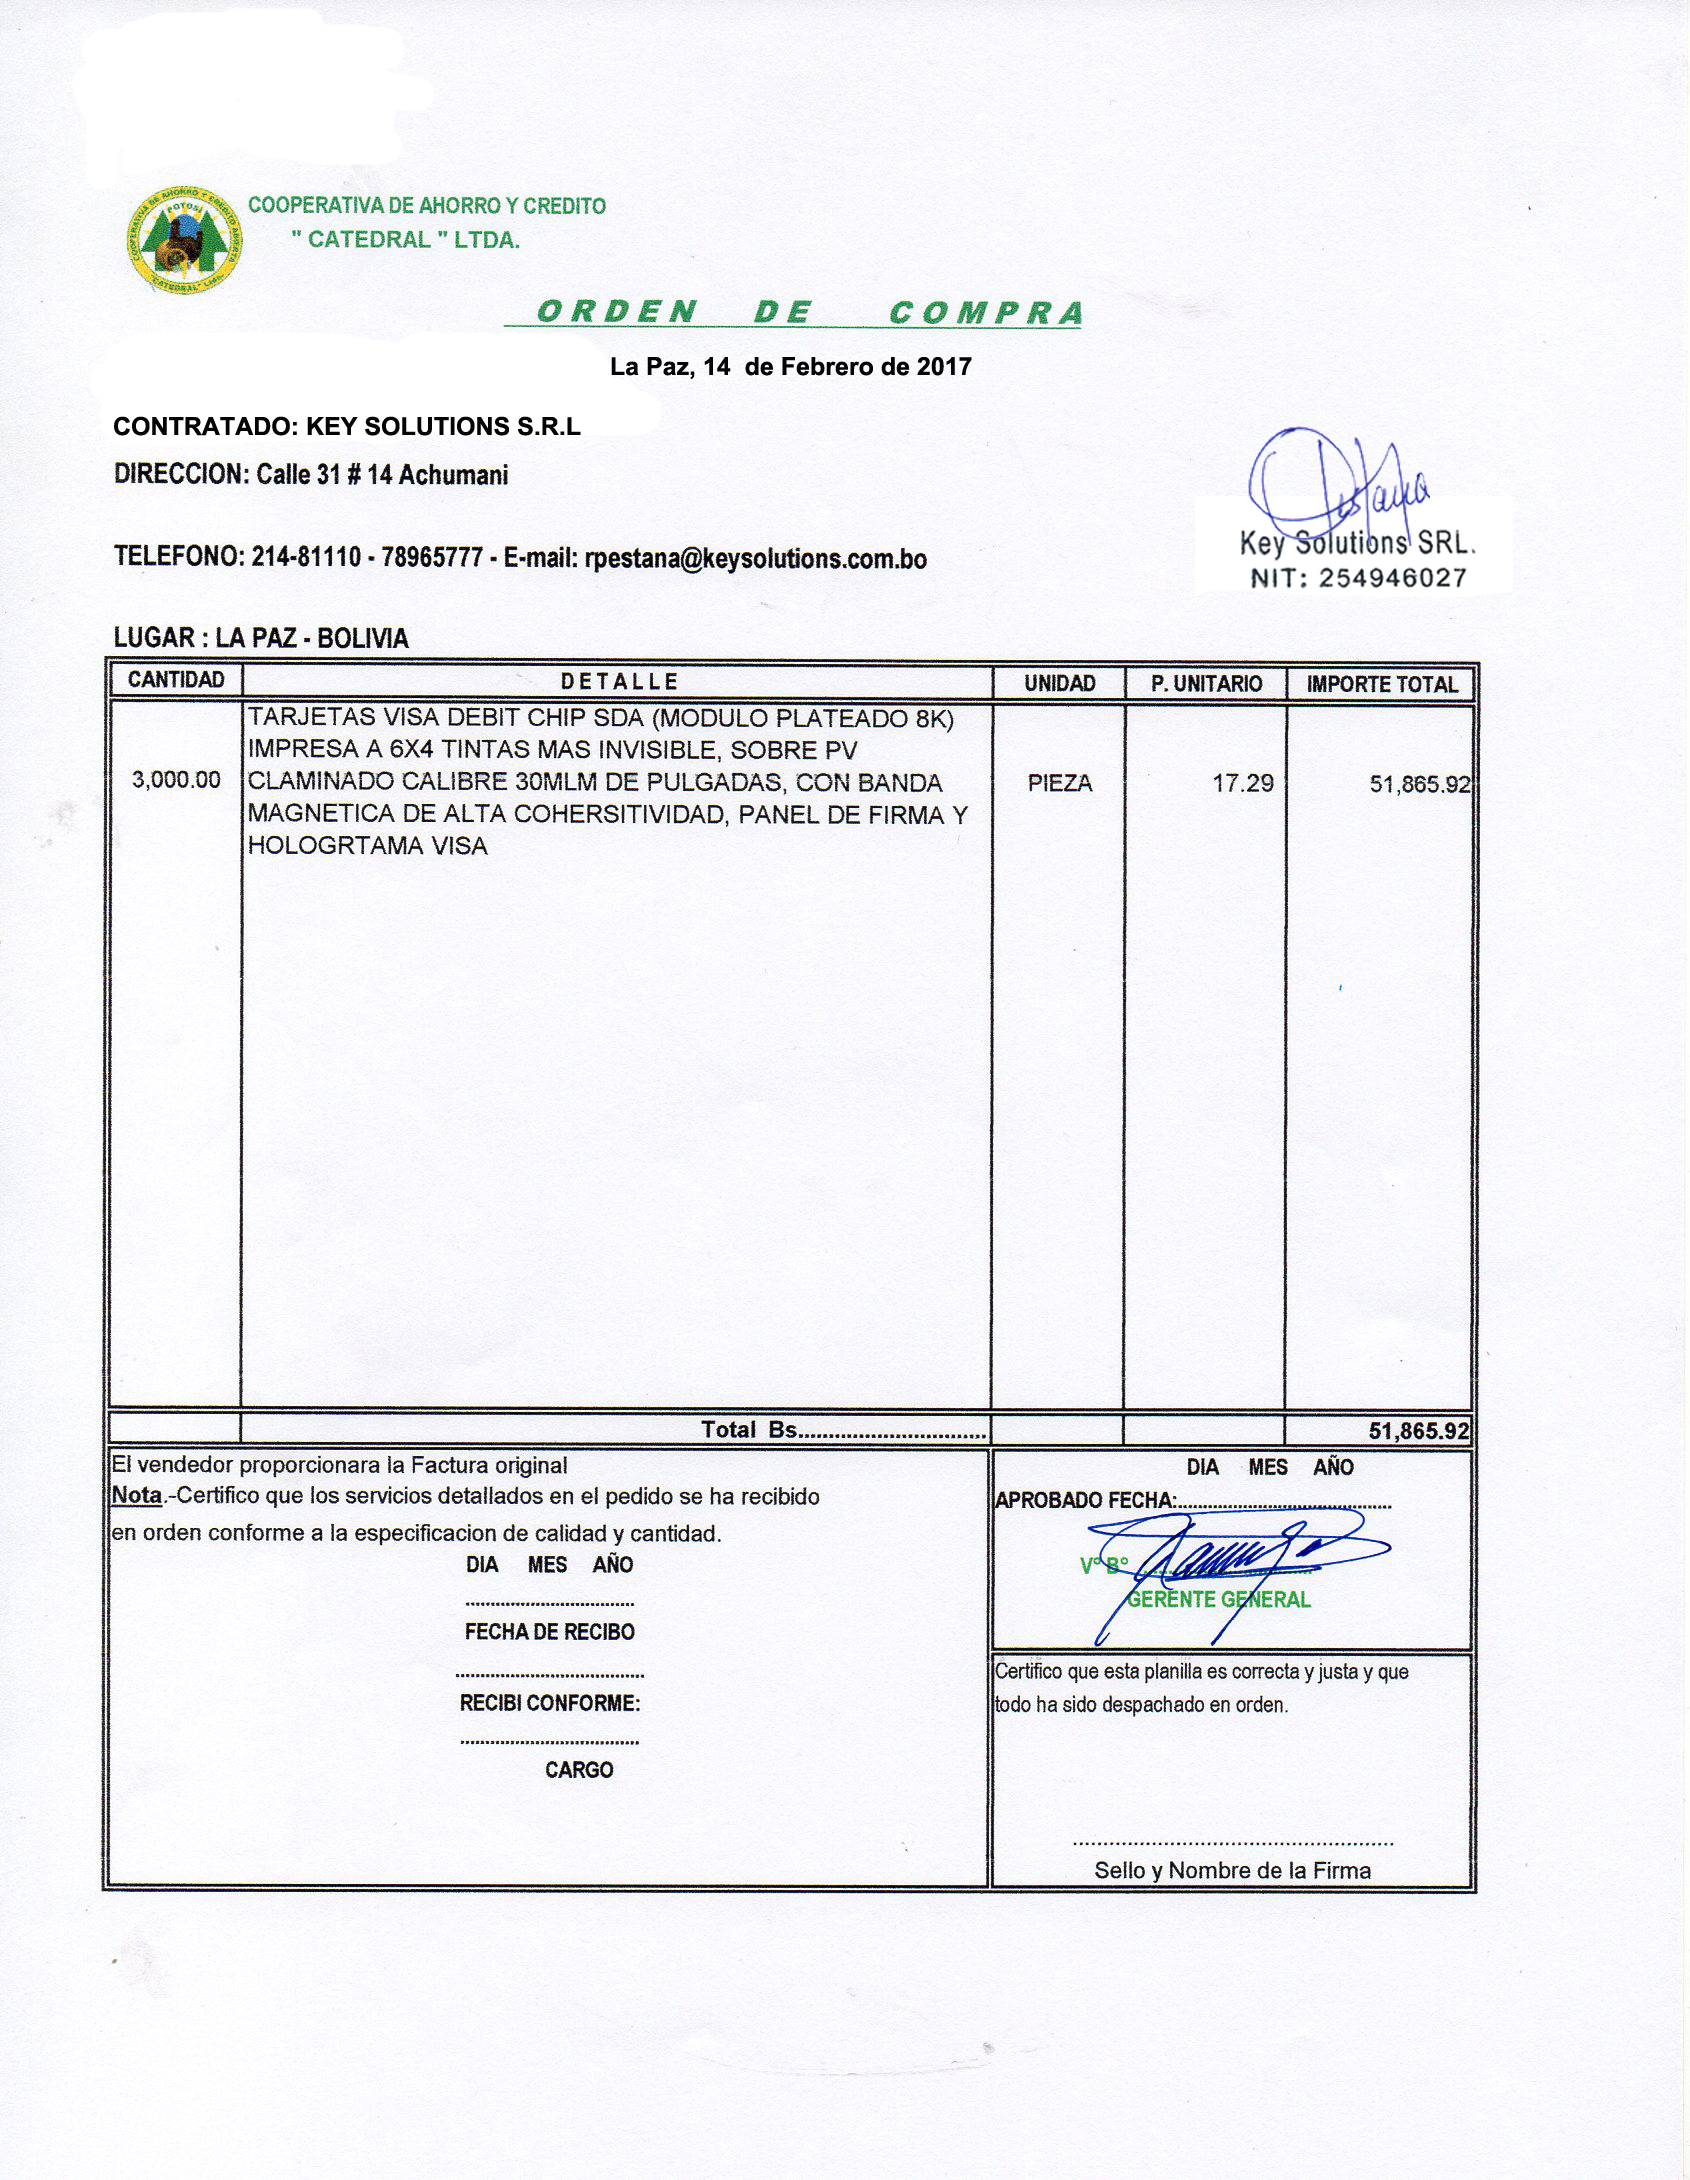 COOPERATIVA DE AHORRO Y CREDITO
" CATEDRAL " LTDA.
ORDEN DE COMPRA
La Paz, 14 de Febrero de 2017
CONTRATADO: KEY SOLUTIONS S.R.L
DIRECCION: Calle 31 # 14 Achumani
TELEFONO: 214-81110 - 78965777 - E-mail: rpestana@keysolutions.com.bo
Key Solutions SRL.
NIT: 254946027
LUGAR : LA PAZ - BOLIVIA
CANTIDAD DETALLE UNIDAD P. UNITARIO IMPORTE TOTAL
TARJETAS VISA DEBIT CHIP SDA (MODULO PLATEADO 8K)
IMPRESA A 6X4 TINTAS MAS INVISIBLE, SOBRE PV
3,000.00 CLAMINADO CALIBRE 30MLM DE PULGADAS, CON BANDA PIEZA 17.29 51,865.92
MAGNETICA DE ALTA COHERSITIVIDAD, PANEL DE FIRMA Y
HOLOGRTAMA VISA
Total Bs................................ 51,865.92
El vendedor proporcionara la Factura original
Nota.-Certifico que los servicios detallados en el pedido se ha recibido
en orden conforme a la especificacion de calidad y cantidad.
DIA MES AÑO
FECHA DE RECIBO
RECIBI CONFORME:
CARGO
DIA MES AÑO
APROBADO FECHA:....................................
V° B°
GERENTE GENERAL
Certifico que esta planilla es correcta y justa y que
todo ha sido despachado en orden.
Sello y Nombre de la Firma